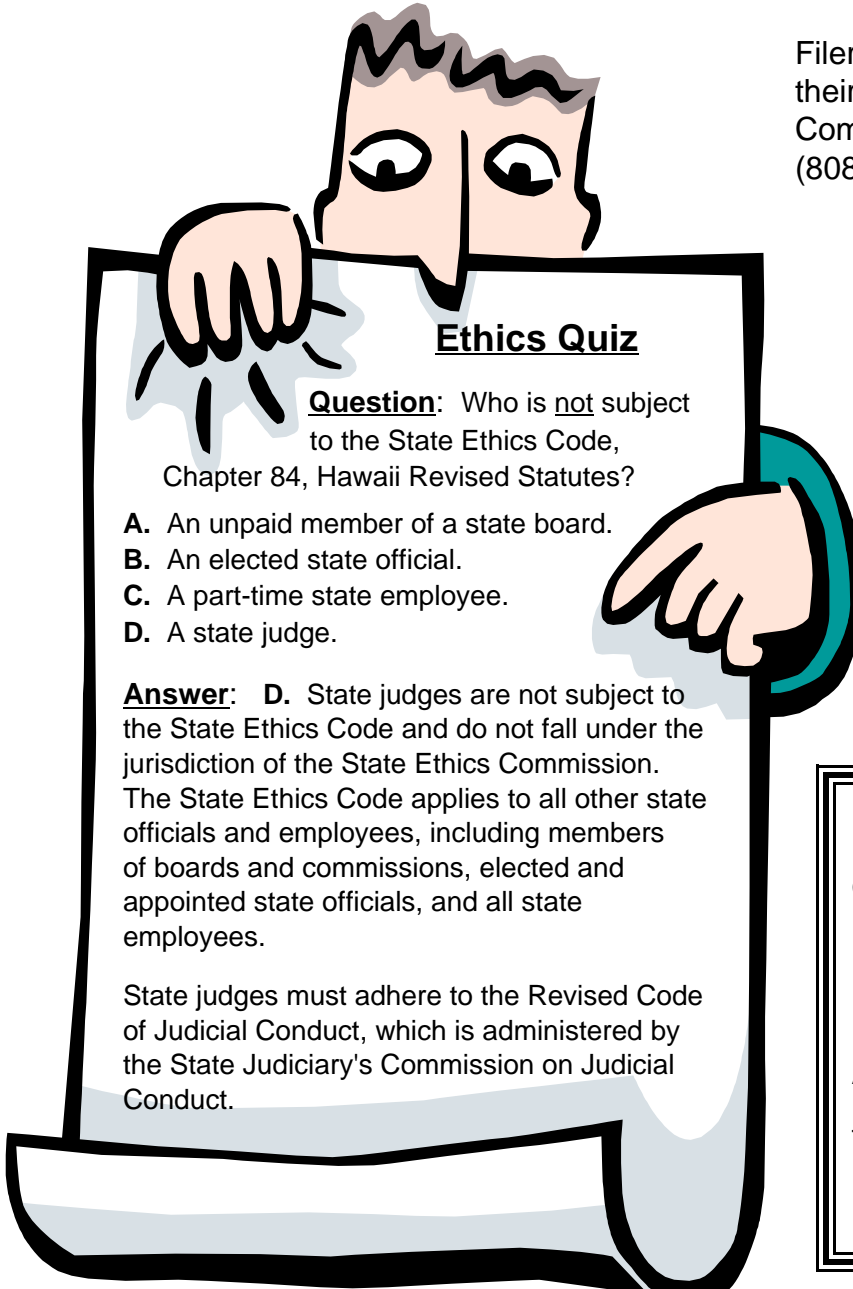 Ethics Quiz
Question: Who is not subject
to the State Ethics Code,
Chapter 84, Hawaii Revised Statutes?
A. An unpaid member of a state board.
B. An elected state official.
C. A part-time state employee.
D. A state judge.
Answer: D. State judges are not subject to
the State Ethics Code and do not fall under the
jurisdiction of the State Ethics Commission.
The State Ethics Code applies to all other state
officials and employees, including members
of boards and commissions, elected and
appointed state officials, and all state
employees.
State judges must adhere to the Revised Code
of Judicial Conduct, which is administered by
the State Judiciary's Commission on Judicial
Conduct.
their
(808